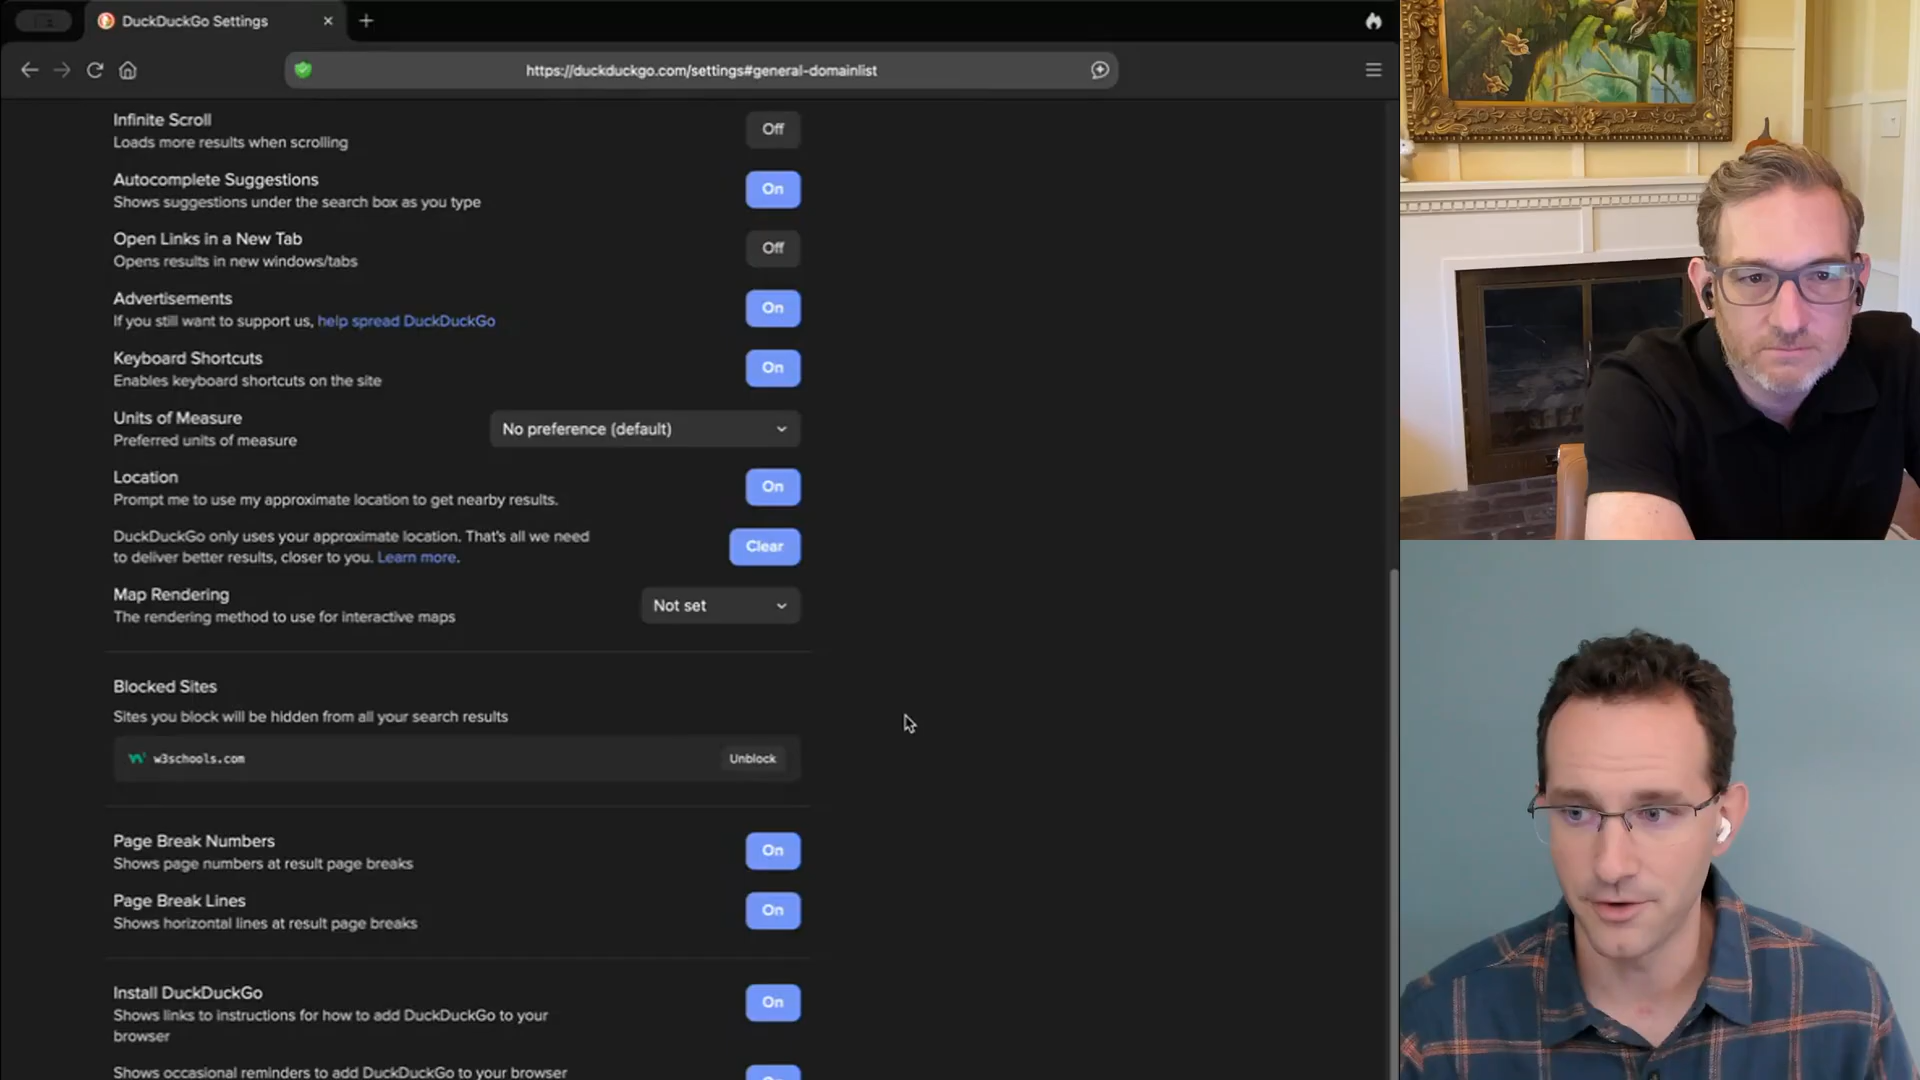 DuckDuckGo Settings
https://duckduckgo.com/settings#general-domainlist
Infinite Scroll
Off
Loads more results when scrolling
Autocomplete Suggestions
On
Shows suggestions under the search box as you type
Open Links in a New Tab
Off
Opens results in new windows/tabs
Advertisements
On
If you still want to support us, help spread DuckDuckGo
Keyboard Shortcuts
On
Enables keyboard shortcuts on the site
Units of Measure
No preference (default)
Preferred units of measure
Location
On
Prompt me to use my approximate location to get nearby results.
DuckDuckGo only uses your approximate location. That's all we need
Clear
to deliver better results, closer to you. Learn more.
Map Rendering
Not set
The rendering method to use for interactive maps
Blocked Sites
Sites you block will be hidden from all your search results
w3schools.com
Unblock
Page Break Numbers
On
Shows page numbers at result page breaks
Page Break Lines
On
Shows horizontal lines at result page breaks
Install DuckDuckGo
On
Shows links to instructions for how to add DuckDuckGo to your
browser
Shows occasional reminders to add DuckDuckGo to your browser